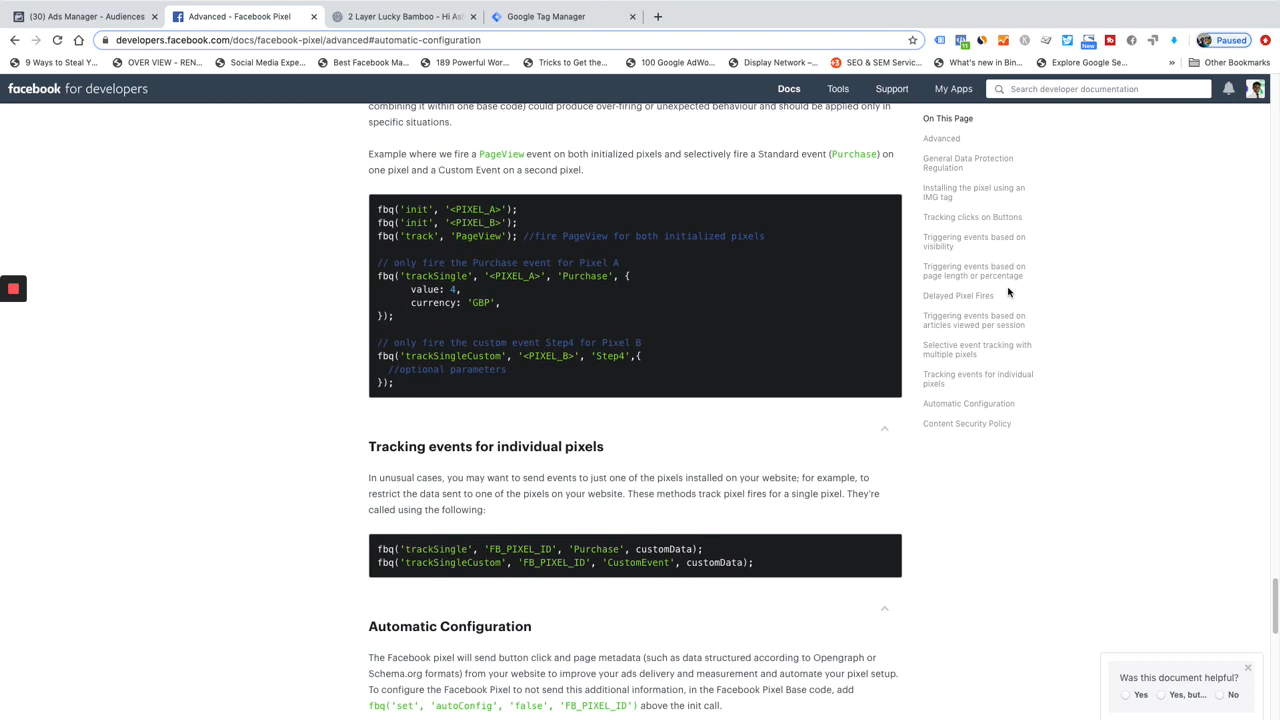 (30) Ads Manager - Audiences
Advanced - Facebook Pixel
2 Layer Lucky Bamboo - Hi As
Google Tag Manager
developers.facebook.com/docs/facebook-pixel/advanced#automatic-configuration
11
New
Paused
9 Ways to Steal Y...
OVER VIEW - REN...
Social Media Expe...
Best Facebook Ma...
189 Powerful Wor...
Tricks to Get the...
100 Google AdWo...
Display Network –...
SEO & SEM Servic...
What's new in Bin...
Explore Google Se...
»
Other Bookmarks
facebook for developers
Docs
Tools
Support
My Apps
Search developer documentation
combining it within one base code) could produce over-firing or unexpected behaviour and should be applied only in
specific situations.
Example where we fire a PageView event on both initialized pixels and selectively fire a Standard event (Purchase) on
one pixel and a Custom Event on a second pixel.
fbq('init', '<PIXEL_A>');
fbq('init', '<PIXEL_B>');
fbq('track', 'PageView'); //fire PageView for both initialized pixels
// only fire the Purchase event for Pixel A
fbq('trackSingle', '<PIXEL_A>', 'Purchase', {
value: 4,
currency: 'GBP',
});
// only fire the custom event Step4 for Pixel B
fbq('trackSingleCustom', '<PIXEL_B>', 'Step4',{
//optional parameters
});
Tracking events for individual pixels
In unusual cases, you may want to send events to just one of the pixels installed on your website; for example, to
restrict the data sent to one of the pixels on your website. These methods track pixel fires for a single pixel. They're
called using the following:
fbq('trackSingle', 'FB_PIXEL_ID', 'Purchase', customData);
fbq('trackSingleCustom', 'FB_PIXEL_ID', 'CustomEvent', customData);
Automatic Configuration
The Facebook pixel will send button click and page metadata (such as data structured according to Opengraph or
Schema.org formats) from your website to improve your ads delivery and measurement and automate your pixel setup.
To configure the Facebook Pixel to not send this additional information, in the Facebook Pixel Base code, add
fbq('set', 'autoConfig', 'false', 'FB_PIXEL_ID') above the init call.
On This Page
Advanced
General Data Protection
Regulation
Installing the pixel using an
IMG tag
Tracking clicks on Buttons
Triggering events based on
visibility
Triggering events based on
page length or percentage
Delayed Pixel Fires
Triggering events based on
articles viewed per session
Selective event tracking with
multiple pixels
Tracking events for individual
pixels
Automatic Configuration
Content Security Policy
Was this document helpful?
Yes
Yes, but...
No